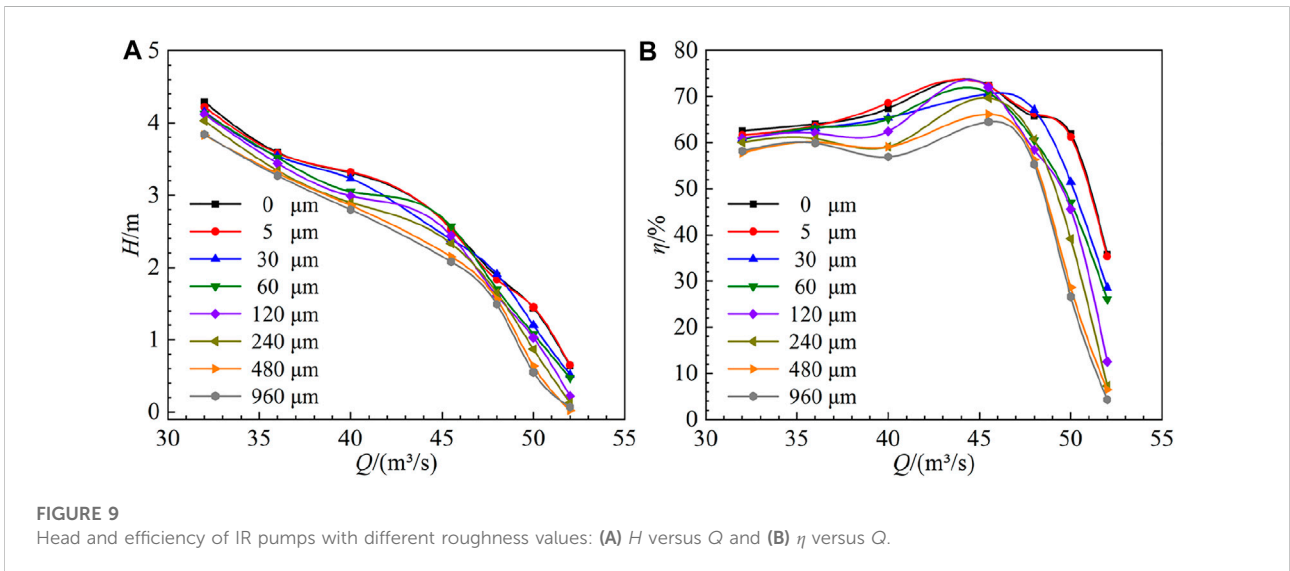 A
5
4
3
2
1
0
H/m
0 μm
5 μm
30 μm
60 μm
120 μm
240 μm
480 μm
960 μm
30 35 40 45 50 55
Q/(m³/s)
B
80
70
60
50
40
30
20
10
0
η/%
0 μm
5 μm
30 μm
60 μm
120 μm
240 μm
480 μm
960 μm
30 35 40 45 50 55
Q/(m³/s)
FIGURE 9
Head and efficiency of IR pumps with different roughness values: (A) H versus Q and (B) η versus Q.